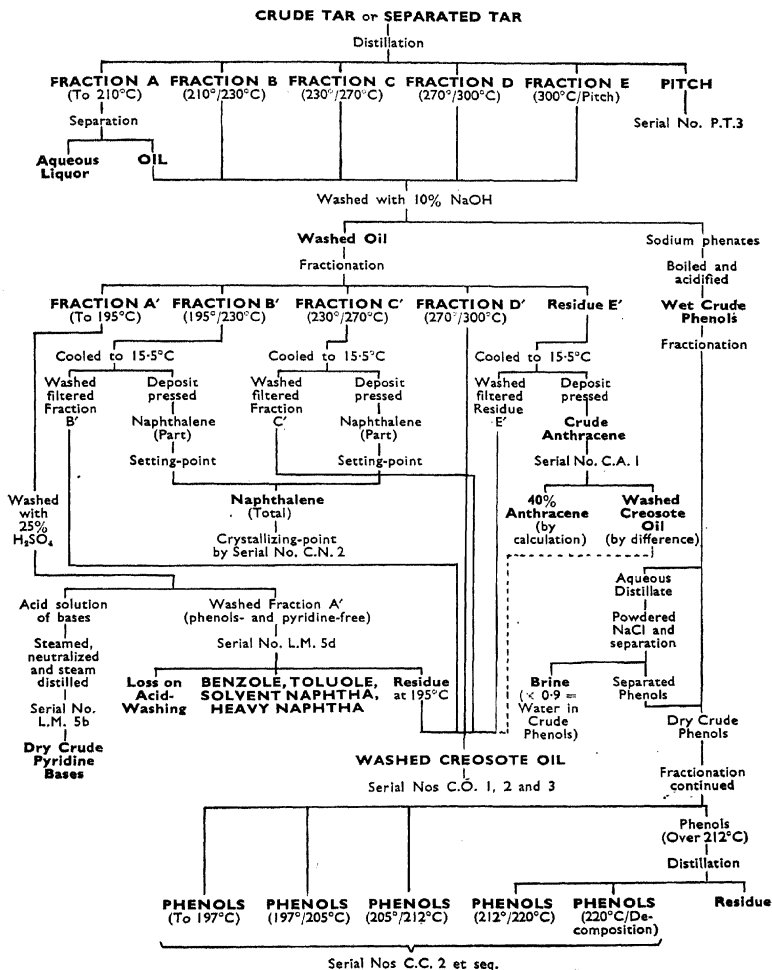 CRUDE TAR or SEPARATED TAR
Distillation
FRACTION A
(To 210°C)
FRACTION B
(210°/230°C)
FRACTION C
(230°/270°C)
FRACTION D
(270°/300°C)
FRACTION E
(300°C/Pitch)
PITCH
Separation
Serial No. P.T.3
Aqueous
Liquor
OIL
Washed with 10% NaOH
Washed Oil
Fractionation
Sodium phenates
Boiled and
acidified
Wet Crude
Phenols
Fractionation
FRACTION A′
(To 195°C)
FRACTION B′
(195°/230°C)
FRACTION C′
(230°/270°C)
FRACTION D′
(270°/300°C)
Residue E′
Cooled to 15·5°C
Washed
filtered
Fraction
B′
Deposit
pressed
Naphthalene
(Part)
Setting-point
Cooled to 15·5°C
Washed
filtered
Fraction
C′
Deposit
pressed
Naphthalene
(Part)
Setting-point
Cooled to 15·5°C
Washed
filtered
Residue
E′
Deposit
pressed
Crude
Anthracene
Serial No. C.A. 1
Naphthalene
(Total)
Crystallizing-point
by Serial No. C.N. 2
40%
Anthracene
(by
calculation)
Washed
Creosote
Oil
(by difference)
Washed
with
25%
H₂SO₄
Acid solution
of bases
Steamed,
neutralized
and steam
distilled
Serial No.
L.M. 5b
Dry Crude
Pyridine
Bases
Washed Fraction A′
(phenols- and pyridine-free)
Serial No. L.M. 5d
Loss on
Acid-
Washing
BENZOLE, TOLUOLE,
SOLVENT NAPHTHA,
HEAVY NAPHTHA
Residue
at 195°C
Aqueous
Distillate
Powdered
NaCl and
separation
Brine
(× 0·9 =
Water in
Crude
Phenols)
Separated
Phenols
Dry Crude
Phenols
WASHED CREOSOTE OIL
Serial Nos C.O. 1, 2 and 3
Fractionation
continued
Phenols
(Over 212°C)
Distillation
PHENOLS
(To 197°C)
PHENOLS
(197°/205°C)
PHENOLS
(205°/212°C)
PHENOLS
(212°/220°C)
PHENOLS
(220°C/De-
composition)
Residue
Serial Nos C.C. 2 et seq.